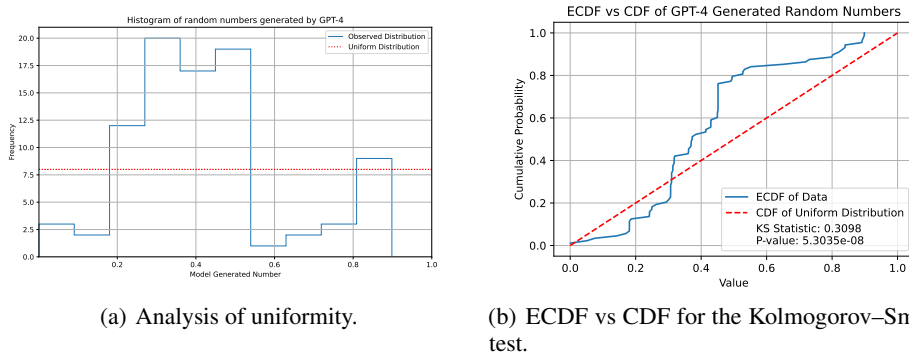 Histogram of random numbers generated by GPT-4
Observed Distribution
Uniform Distribution
20.0
17.5
15.0
12.5
10.0
7.5
5.0
2.5
0.0
Frequency
0.2
0.4
0.6
0.8
1.0
Model Generated Number
(a) Analysis of uniformity.
ECDF vs CDF of GPT-4 Generated Random Numbers
1.0
0.8
0.6
0.4
0.2
0.0
Cumulative Probability
ECDF of Data
CDF of Uniform Distribution
KS Statistic: 0.3098
P-value: 5.3035e-08
0.0
0.2
0.4
0.6
0.8
1.0
Value
(b) ECDF vs CDF for the Kolmogorov–Sm
test.